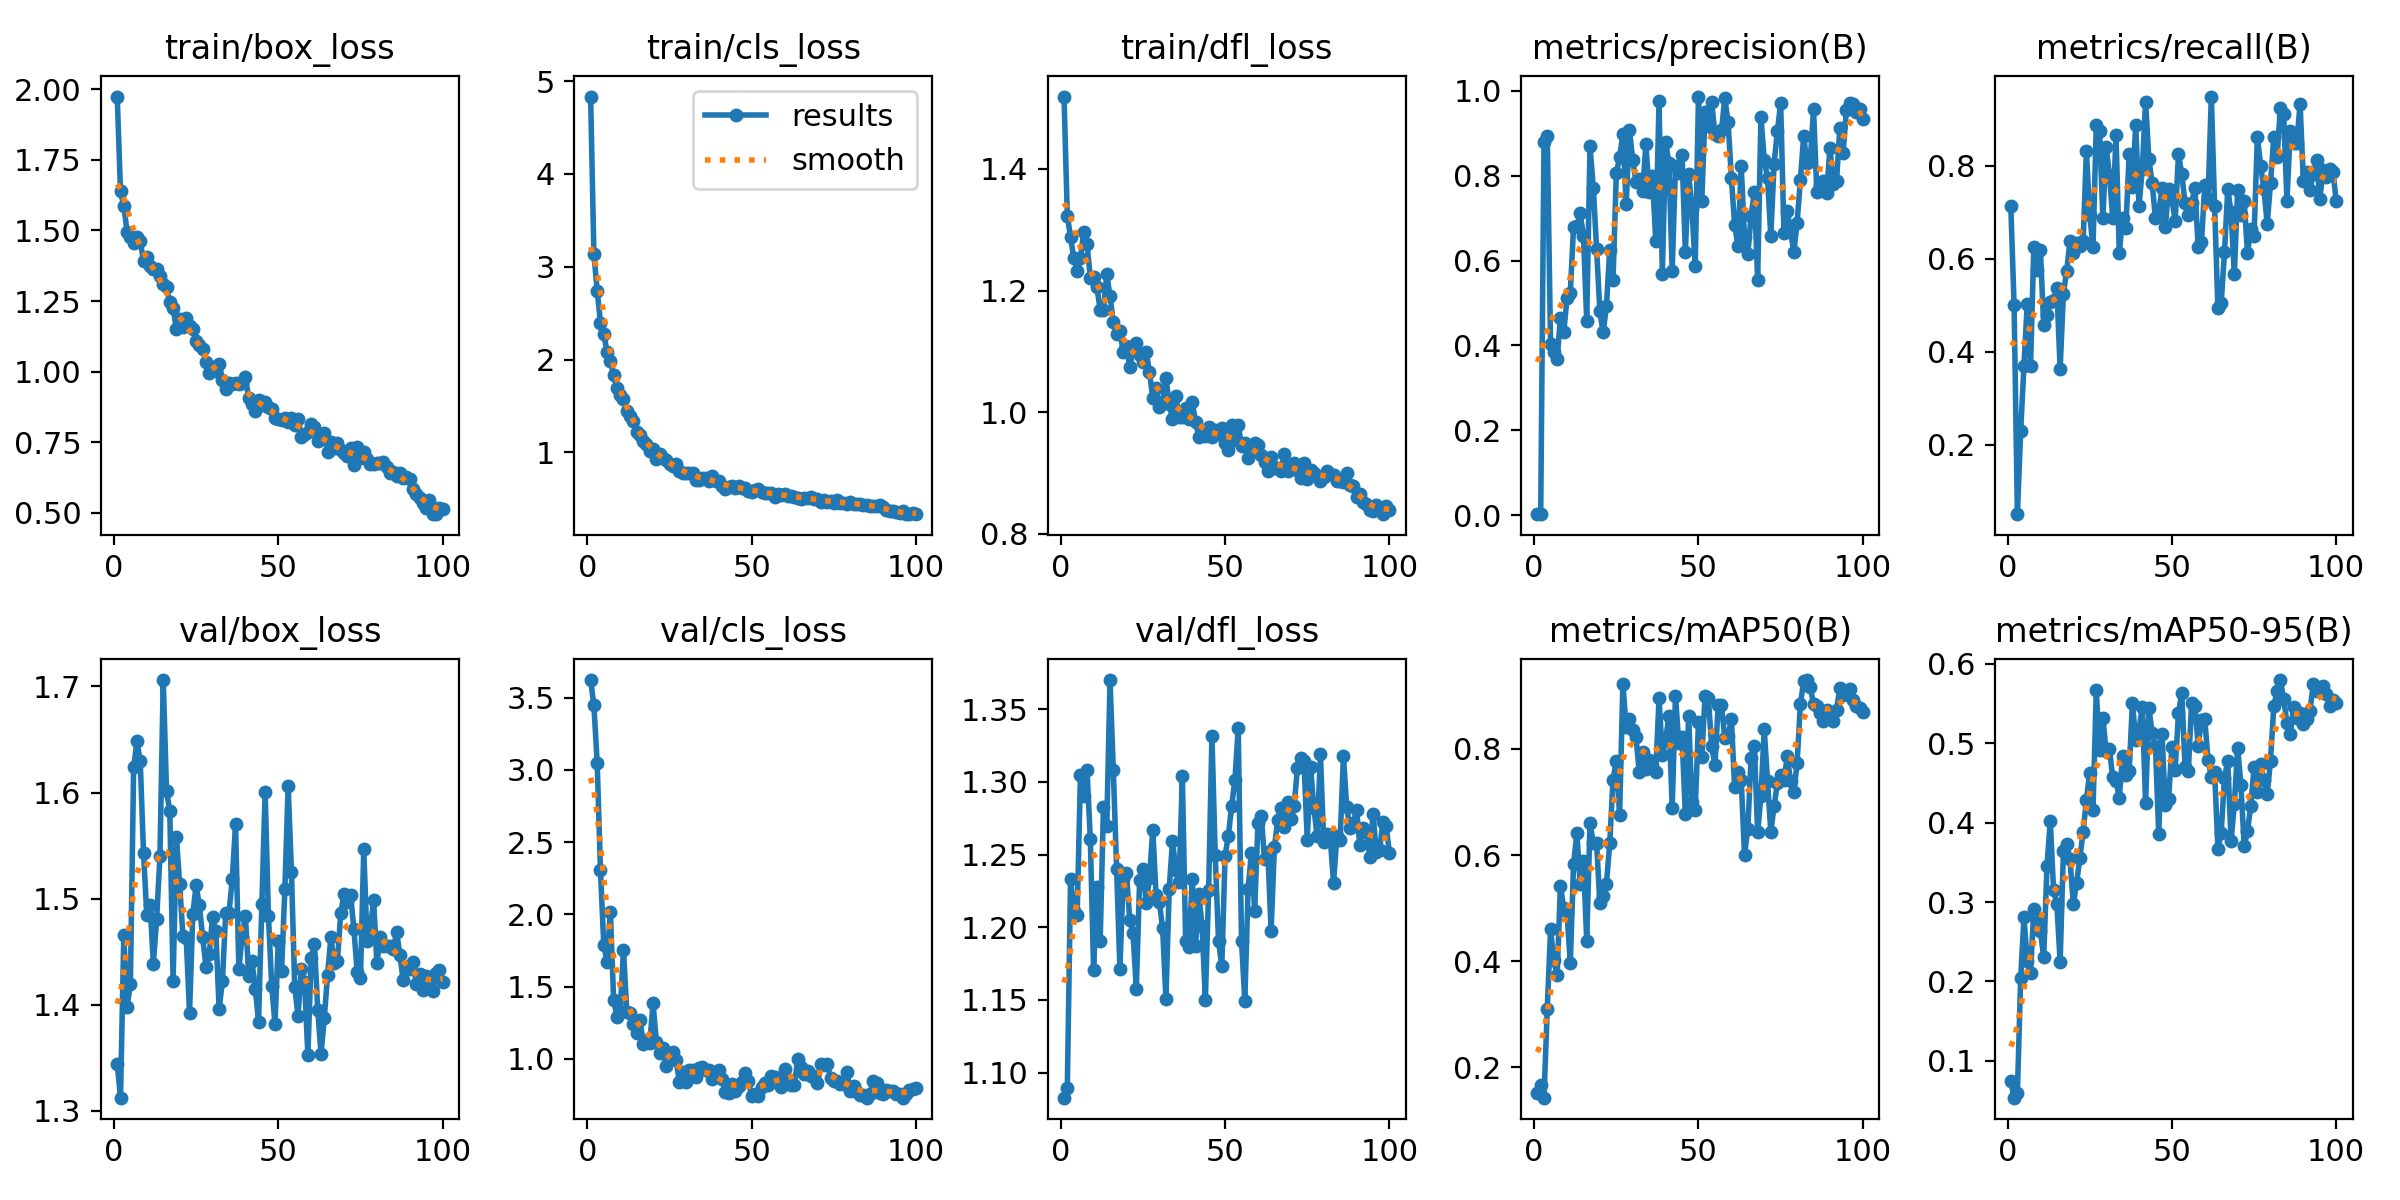 train/box_loss
2.00
1.75
1.50
1.25
1.00
0.75
0.50
0 50 100
train/cls_loss
results
smooth
5
4
3
2
1
0 50 100
train/dfl_loss
1.4
1.2
1.0
0.8
0 50 100
metrics/precision(B)
1.0
0.8
0.6
0.4
0.2
0.0
0 50 100
metrics/recall(B)
0.8
0.6
0.4
0.2
0 50 100
val/box_loss
1.7
1.6
1.5
1.4
1.3
0 50 100
val/cls_loss
3.5
3.0
2.5
2.0
1.5
1.0
0 50 100
val/dfl_loss
1.35
1.30
1.25
1.20
1.15
1.10
0 50 100
metrics/mAP50(B)
0.8
0.6
0.4
0.2
0 50 100
metrics/mAP50-95(B)
0.6
0.5
0.4
0.3
0.2
0.1
0 50 100